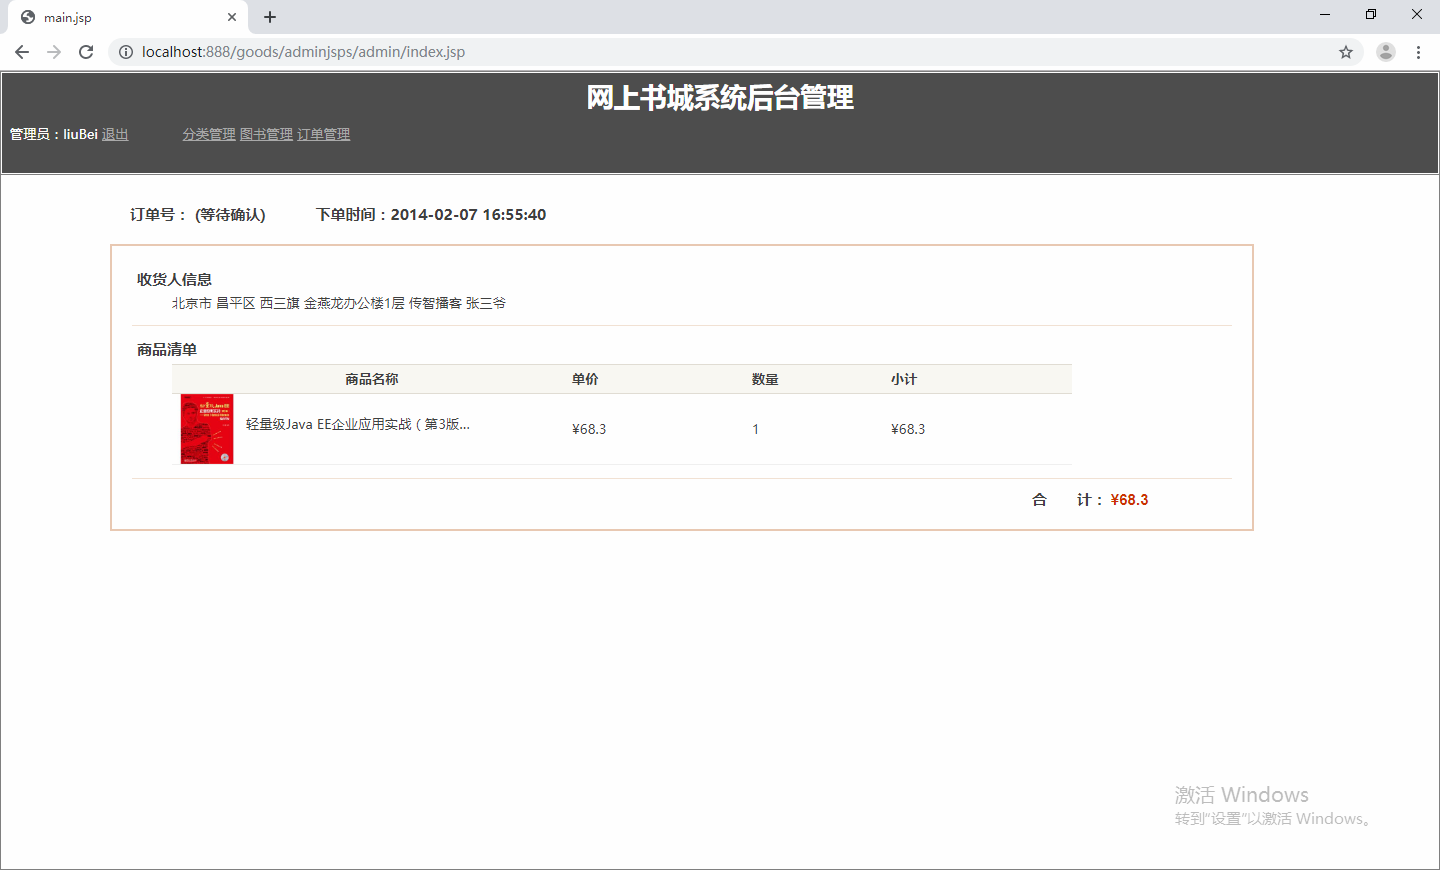 main.jsp
localhost:888/goods/adminjsps/admin/index.jsp
网上书城系统后台管理
管理员：liuBei 退出 分类管理 图书管理 订单管理
订单号： (等待确认) 下单时间：2014-02-07 16:55:40
收货人信息
北京市 昌平区 西三旗 金燕龙办公楼1层 传智播客 张三爷
商品清单
商品名称 单价 数量 小计
轻量级Java EE企业应用实战（第3版... ¥68.3 1 ¥68.3
合 计： ¥68.3
激活 Windows
转到“设置”以激活 Windows。